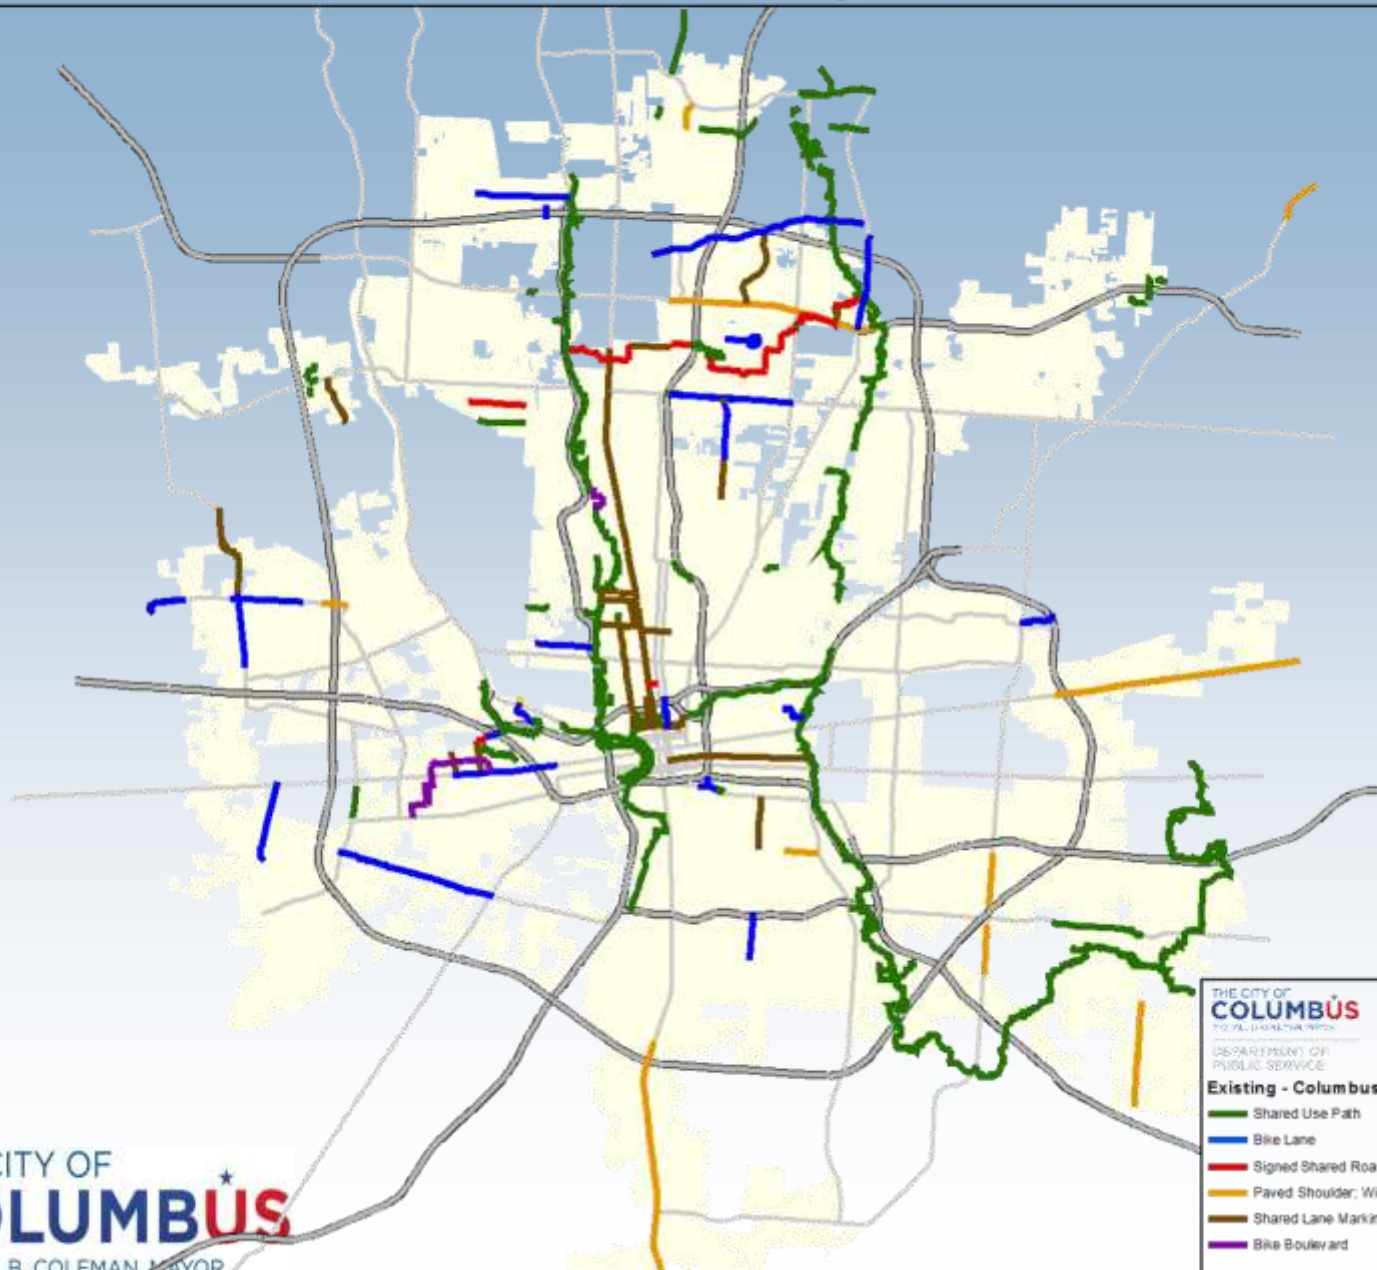 CITY OF
OLUMBUS
B. COLEMAN, MAYOR
THE CITY OF
COLUMBUS
DEPARTMENT OF
PUBLIC SERVICE
Existing - Columbus
Shared Use Path
Bike Lane
Signed Shared Roa
Paved Shoulder; Wi
Shared Lane Markin
Bike Boulevard